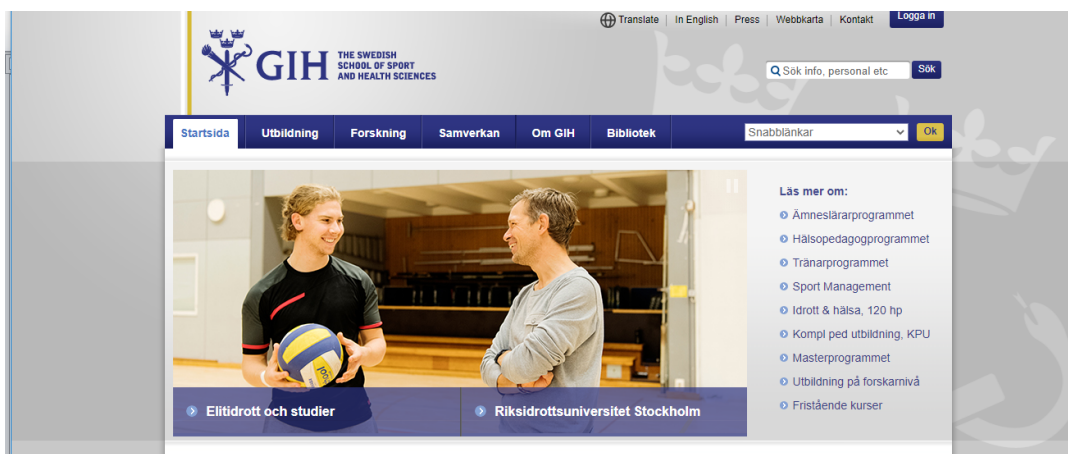 Translate | In English | Press | Webbkarta | Kontakt
Logga in
GIH
THE SWEDISH
SCHOOL OF SPORT
AND HEALTH SCIENCES
Sök info, personal etc
Sök
Startsida Utbildning Forskning Samverkan Om GIH Bibliotek
Snabblänkar
Ok
Läs mer om:
Ämneslärarprogrammet
Hälsopedagogprogrammet
Tränarprogrammet
Sport Management
Idrott & hälsa, 120 hp
Kompl ped utbildning, KPU
Masterprogrammet
Utbildning på forskarnivå
Fristående kurser
Elitidrott och studier
Riksidrottsuniversitet Stockholm